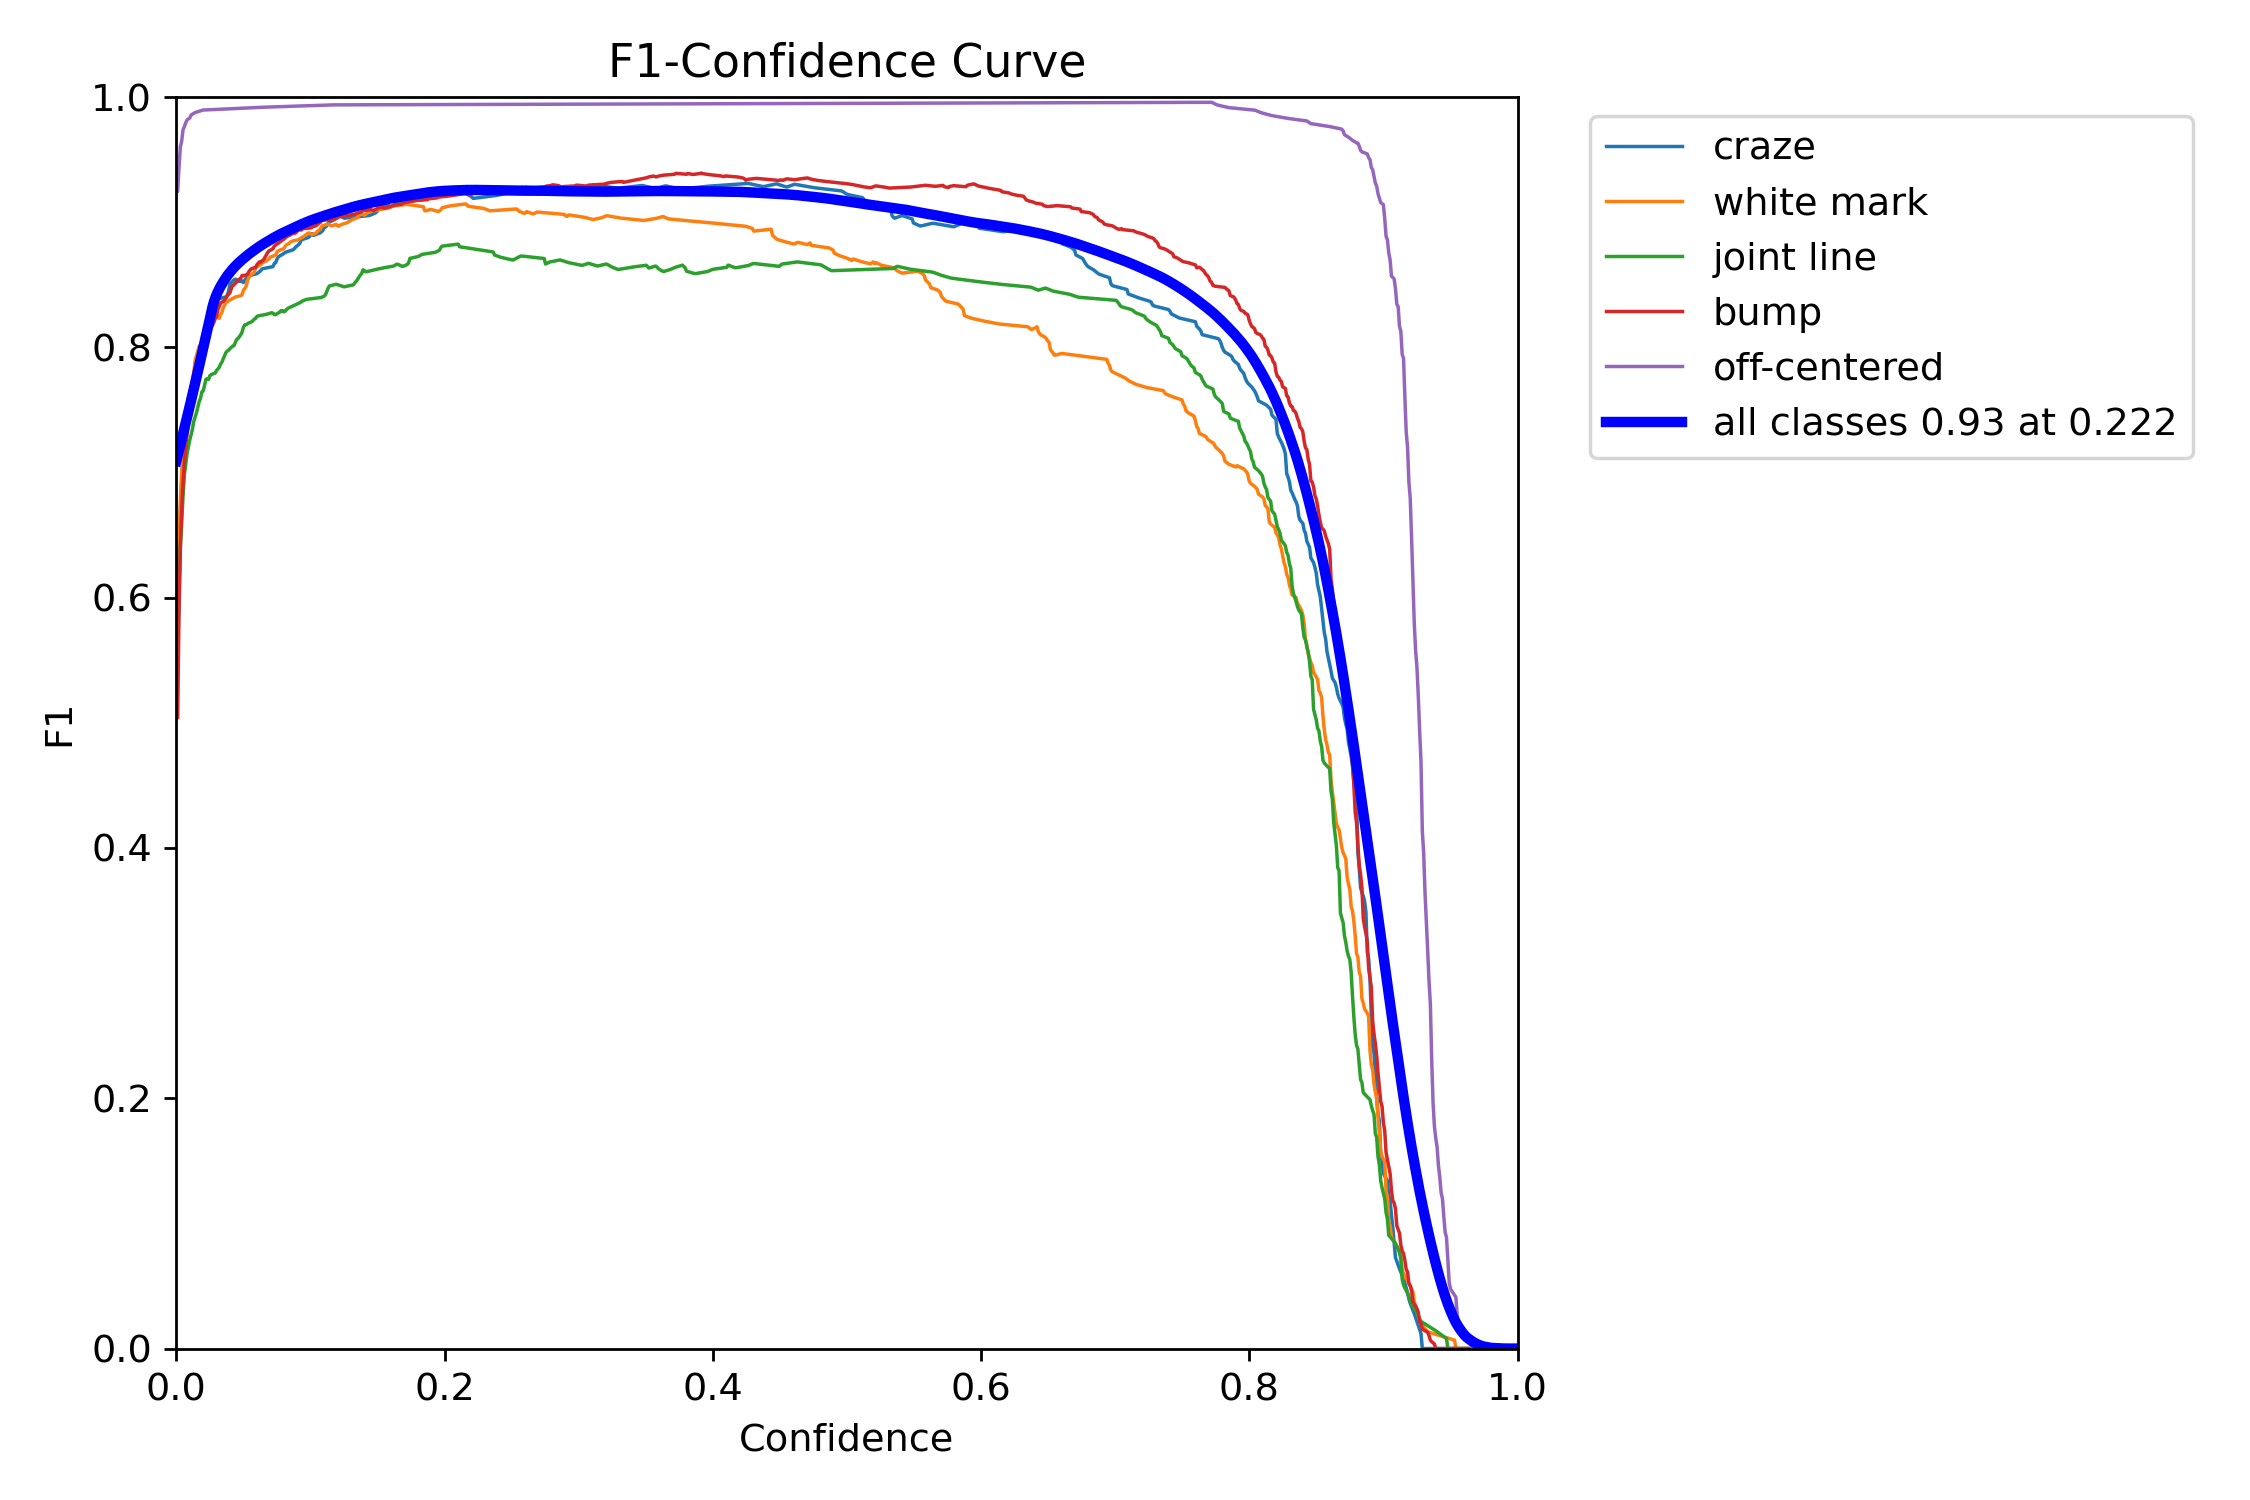 F1-Confidence Curve
1.0
0.8
0.6
0.4
0.2
0.0
F1
0.0 0.2 0.4 0.6 0.8 1.0
Confidence
craze
white mark
joint line
bump
off-centered
all classes 0.93 at 0.222